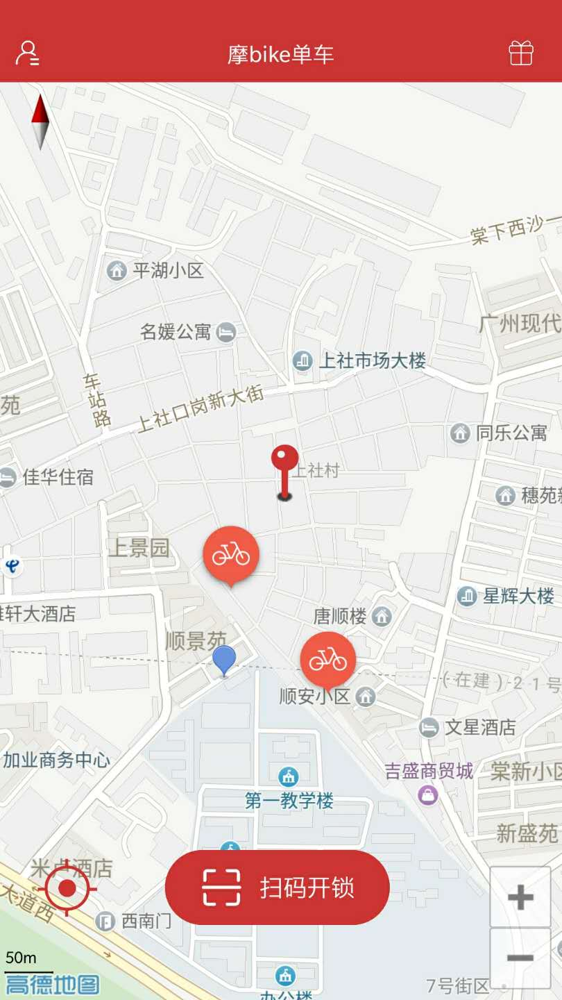 摩bike单车
棠下西沙一
平湖小区
广州现代
名媛公寓
上社市场大楼
车站路
上社口岗新大街
苑
同乐公寓
上社村
佳华住宿
穗苑新
上景园
星辉大楼
轩大酒店
唐顺楼
顺景苑
(在建)-21号
顺安小区
文星酒店
加业商务中心
吉盛商贸城
棠新小区
第一教学楼
新盛苑
米卢酒店
扫码开锁
大道西
西南门
50m
高德地图
7号街区
办公楼